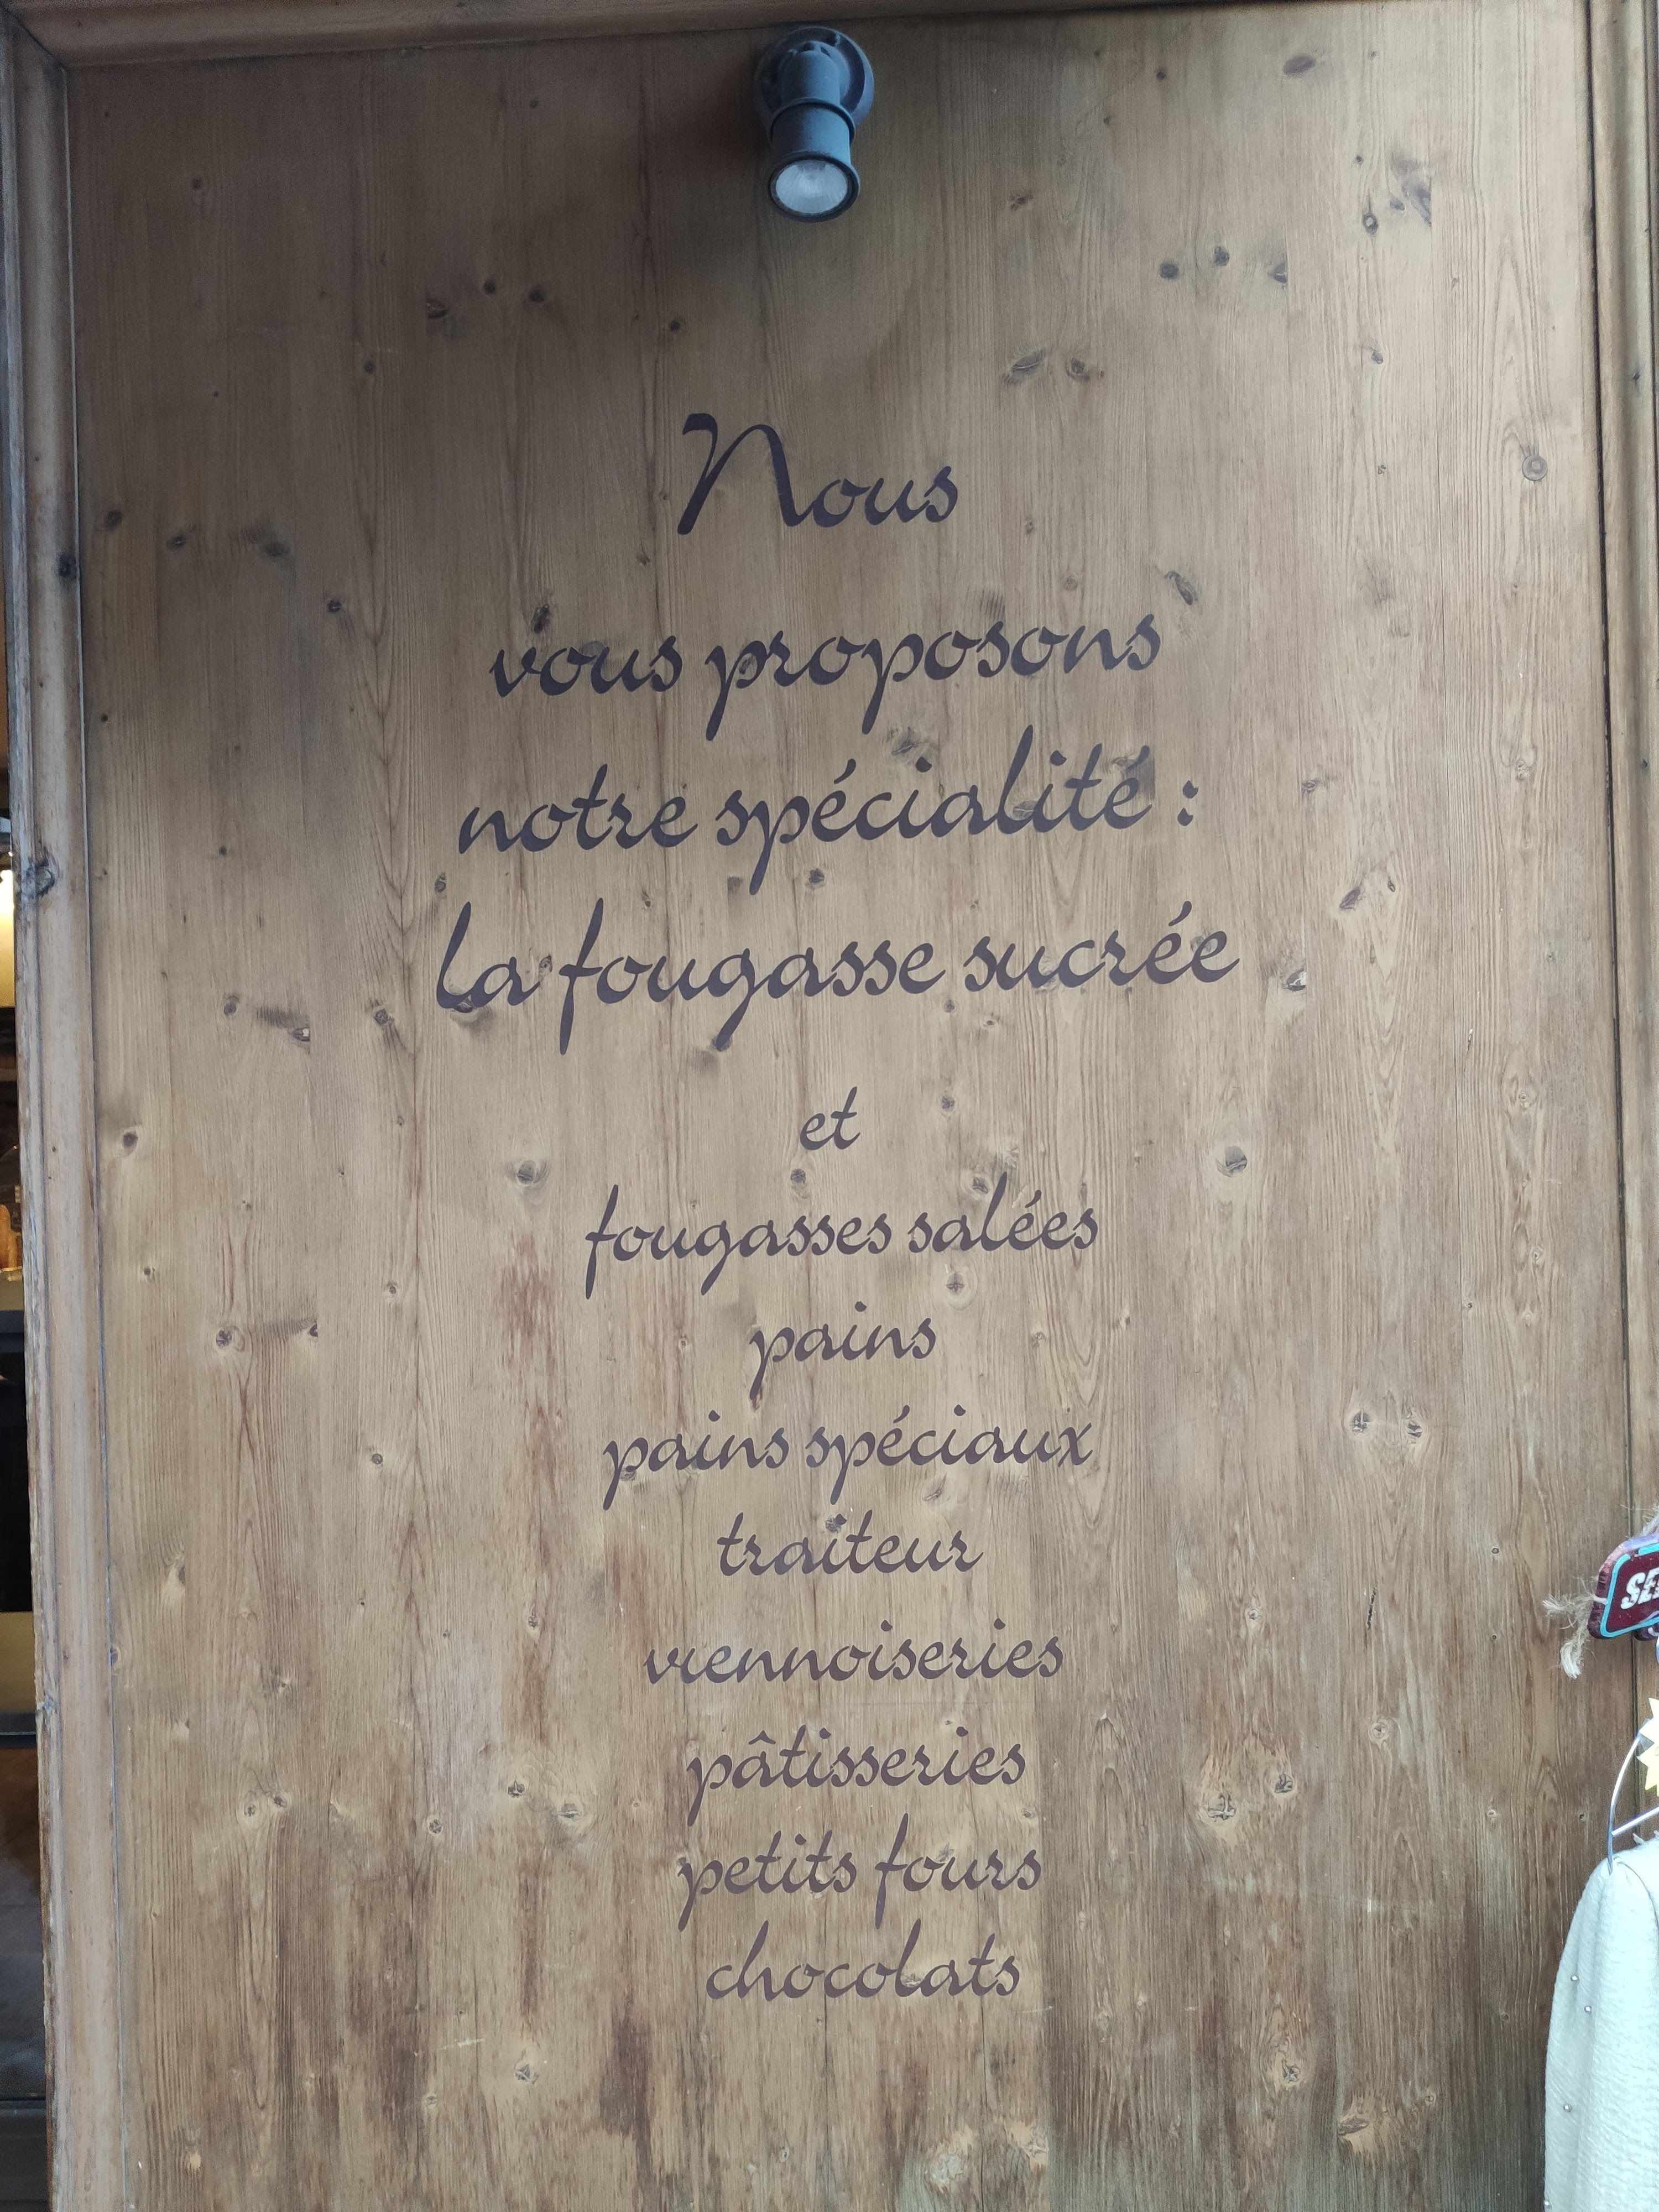 Nous
vous proposons
notre spécialité :
la fougasse sucrée
et
fougasses salées
pains
pains spéciaux
traiteur
viennoiseries
pâtisseries
petits fours
chocolats